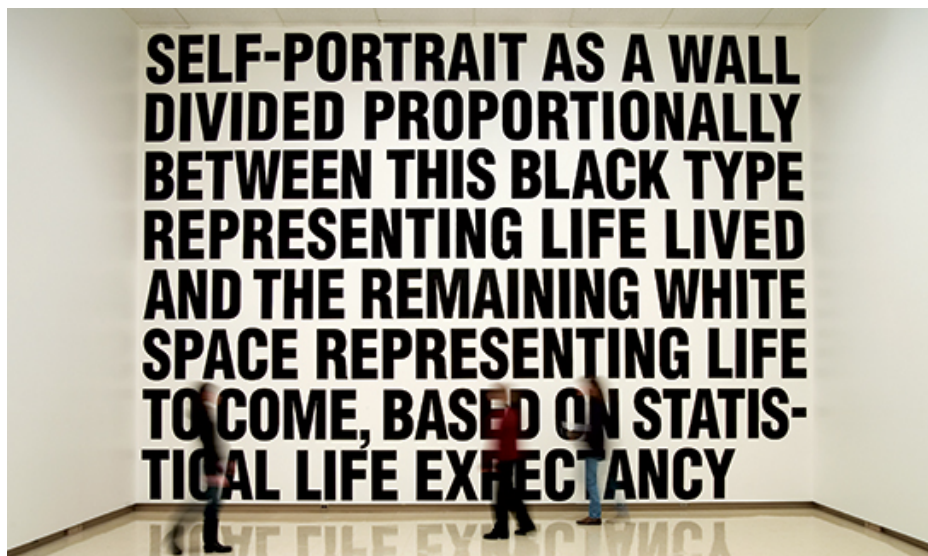 SELF-PORTRAIT AS A WALL
DIVIDED PROPORTIONALLY
BETWEEN THIS BLACK TYPE
REPRESENTING LIFE LIVED
AND THE REMAINING WHITE
SPACE REPRESENTING LIFE
TO COME, BASED ON STATIS-
TICAL LIFE EXPECTANCY